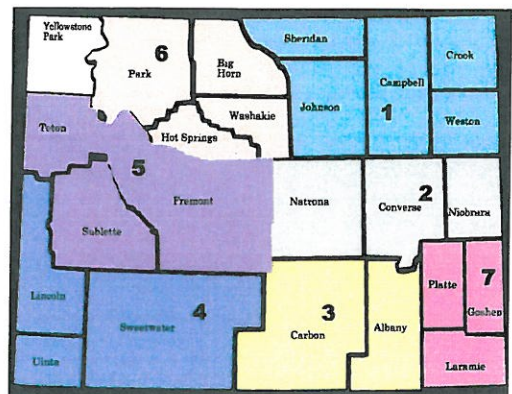 Yellowstone
Park
6
Park
Big
Horn
Sheridan
Johnson
Campbell
1
Crook
Weston
Washakie
Hot Springs
Teton
5
Fremont
Sublette
Natrona
2
Converse
Niobrara
Lincoln
Uinta
4
Sweetwater
3
Carbon
Albany
Platte
7
Goshen
Laramie